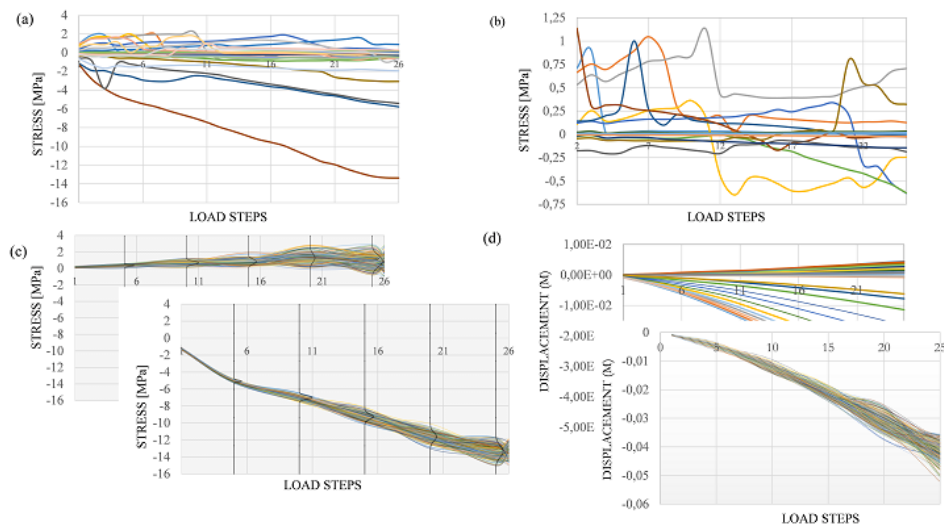 (a)
4
2
0
-2
-4
-6
-8
-10
-12
-14
-16
1 6 11 16 21 26
STRESS [MPa]
LOAD STEPS
(b)
1,25
1
0,75
0,5
0,25
0
-0,25
-0,5
-0,75
2 12 17 22
STRESS [MPa]
LOAD STEPS
(c)
4
2
0
-2
-4
-6
-8
-10
-12
-14
-16
1 6 11 16 21 26
STRESS [MPa]
4
2
0
-2
-4
-6
-8
-10
-12
-14
-16
1 6 11 16 21 26
STRESS [MPa]
LOAD STEPS
(d)
1,00E-02
0,00E+00
-1,00E-02
-2,00E
-3,00E
-4,00E
-5,00E
1 6 11 16 21
DISPLACEMENT (M)
0
-0,01
-0,02
-0,03
-0,04
-0,05
-0,06
0 5 10 15 20 25
DISPLACEMENT (M)
LOAD STEPS